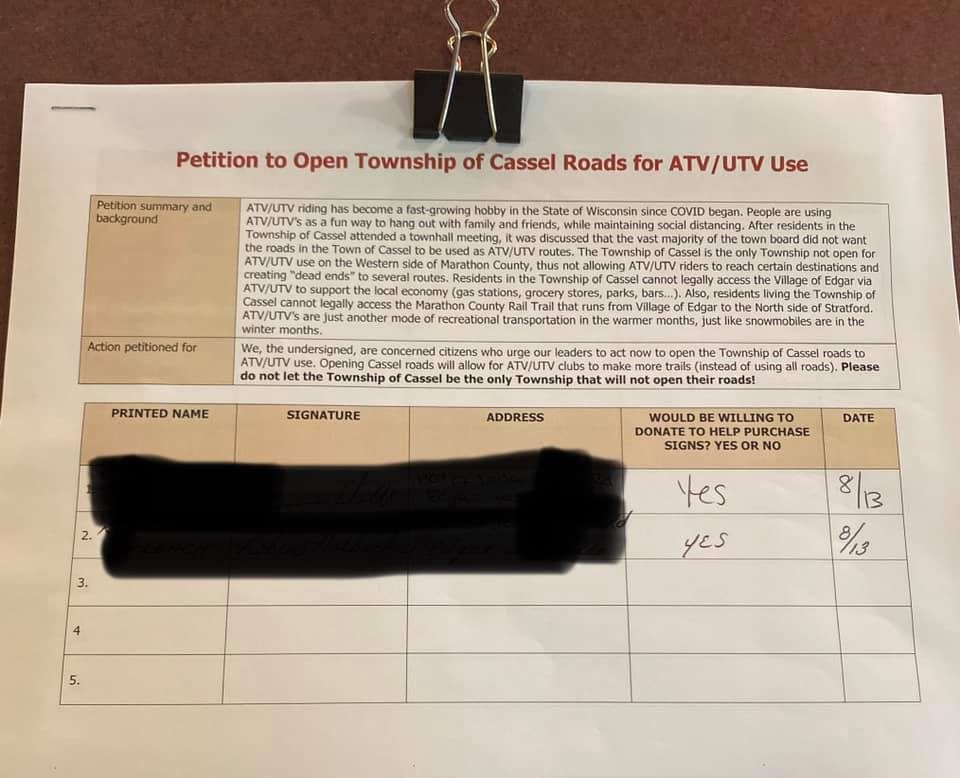 Petition to Open Township of Cassel Roads for ATV/UTV Use
Petition summary and
background
ATV/UTV riding has become a fast-growing hobby in the State of Wisconsin since COVID began. People are using
ATV/UTV's as a fun way to hang out with family and friends, while maintaining social distancing. After residents in the
Township of Cassel attended a townhall meeting, it was discussed that the vast majority of the town board did not want
the roads in the Town of Cassel to be used as ATV/UTV routes. The Township of Cassel is the only Township not open for
ATV/UTV use on the Western side of Marathon County, thus not allowing ATV/UTV riders to reach certain destinations and
creating "dead ends" to several routes. Residents in the Township of Cassel cannot legally access the Village of Edgar via
ATV/UTV to support the local economy (gas stations, grocery stores, parks, bars...). Also, residents living the Township of
Cassel cannot legally access the Marathon County Rail Trail that runs from Village of Edgar to the North side of Stratford.
ATV/UTV's are just another mode of recreational transportation in the warmer months, just like snowmobiles are in the
winter months.
Action petitioned for
We, the undersigned, are concerned citizens who urge our leaders to act now to open the Township of Cassel roads to
ATV/UTV use. Opening Cassel roads will allow for ATV/UTV clubs to make more trails (instead of using all roads). Please
do not let the Township of Cassel be the only Township that will not open their roads!
PRINTED NAME SIGNATURE ADDRESS WOULD BE WILLING TO DATE
DONATE TO HELP PURCHASE
SIGNS? YES OR NO
Yes 8/13
2. YES 8/13
3.
4
5.